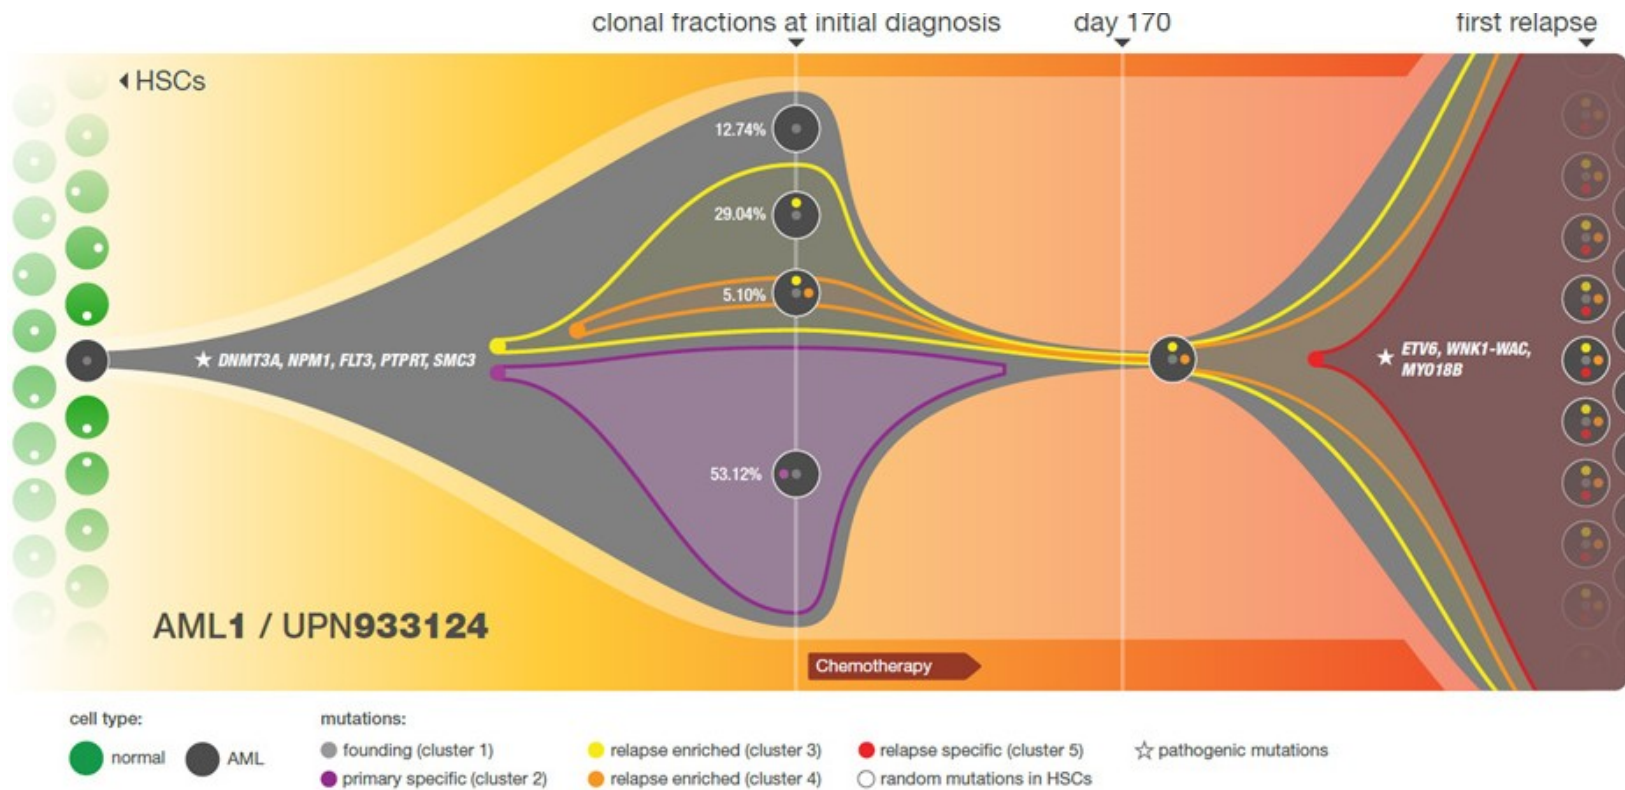 clonal fractions at initial diagnosis
day 170
first relapse
HSCs
12.74%
29.04%
5.10%
DNMT3A, NPM1, FLT3, PTPRT, SMC3
ETV6, WNK1-WAC,
MYO18B
53.12%
AML1 / UPN933124
Chemotherapy
cell type:
normal
AML
mutations:
founding (cluster 1)
primary specific (cluster 2)
relapse enriched (cluster 3)
relapse enriched (cluster 4)
relapse specific (cluster 5)
random mutations in HSCs
pathogenic mutations